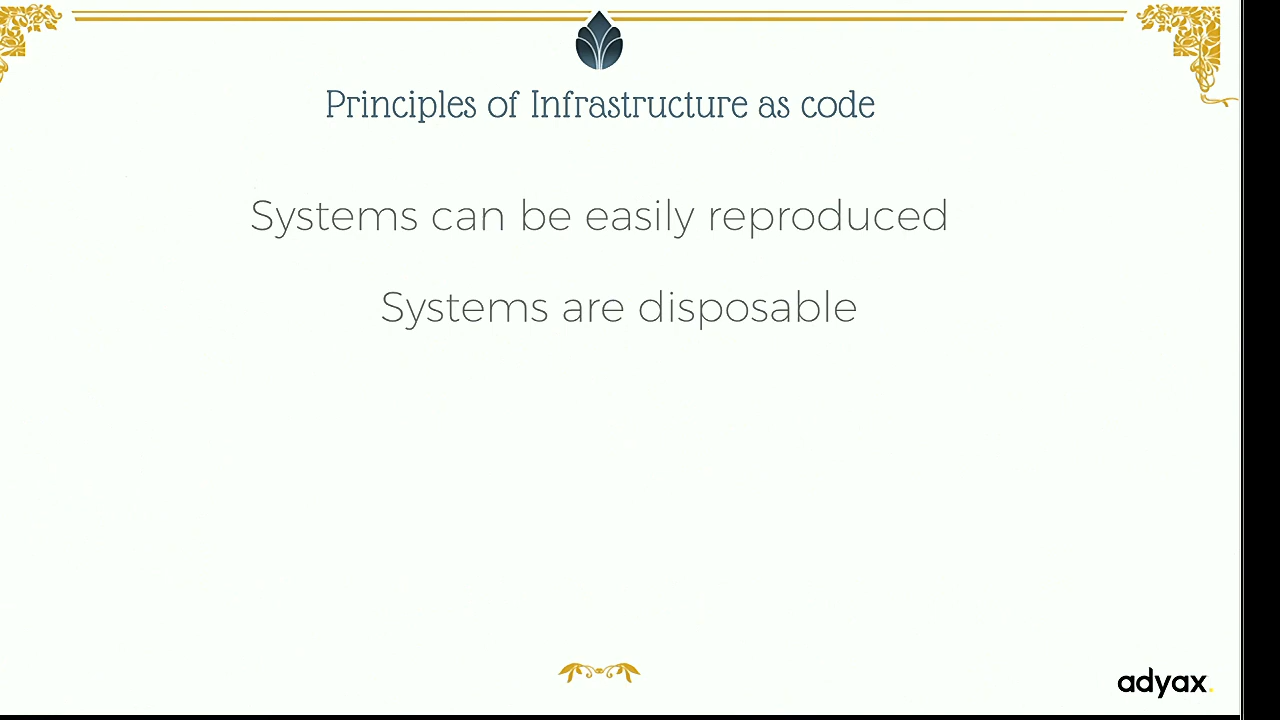 Principles of Infrastructure as code
Systems can be easily reproduced
Systems are disposable
adyax.